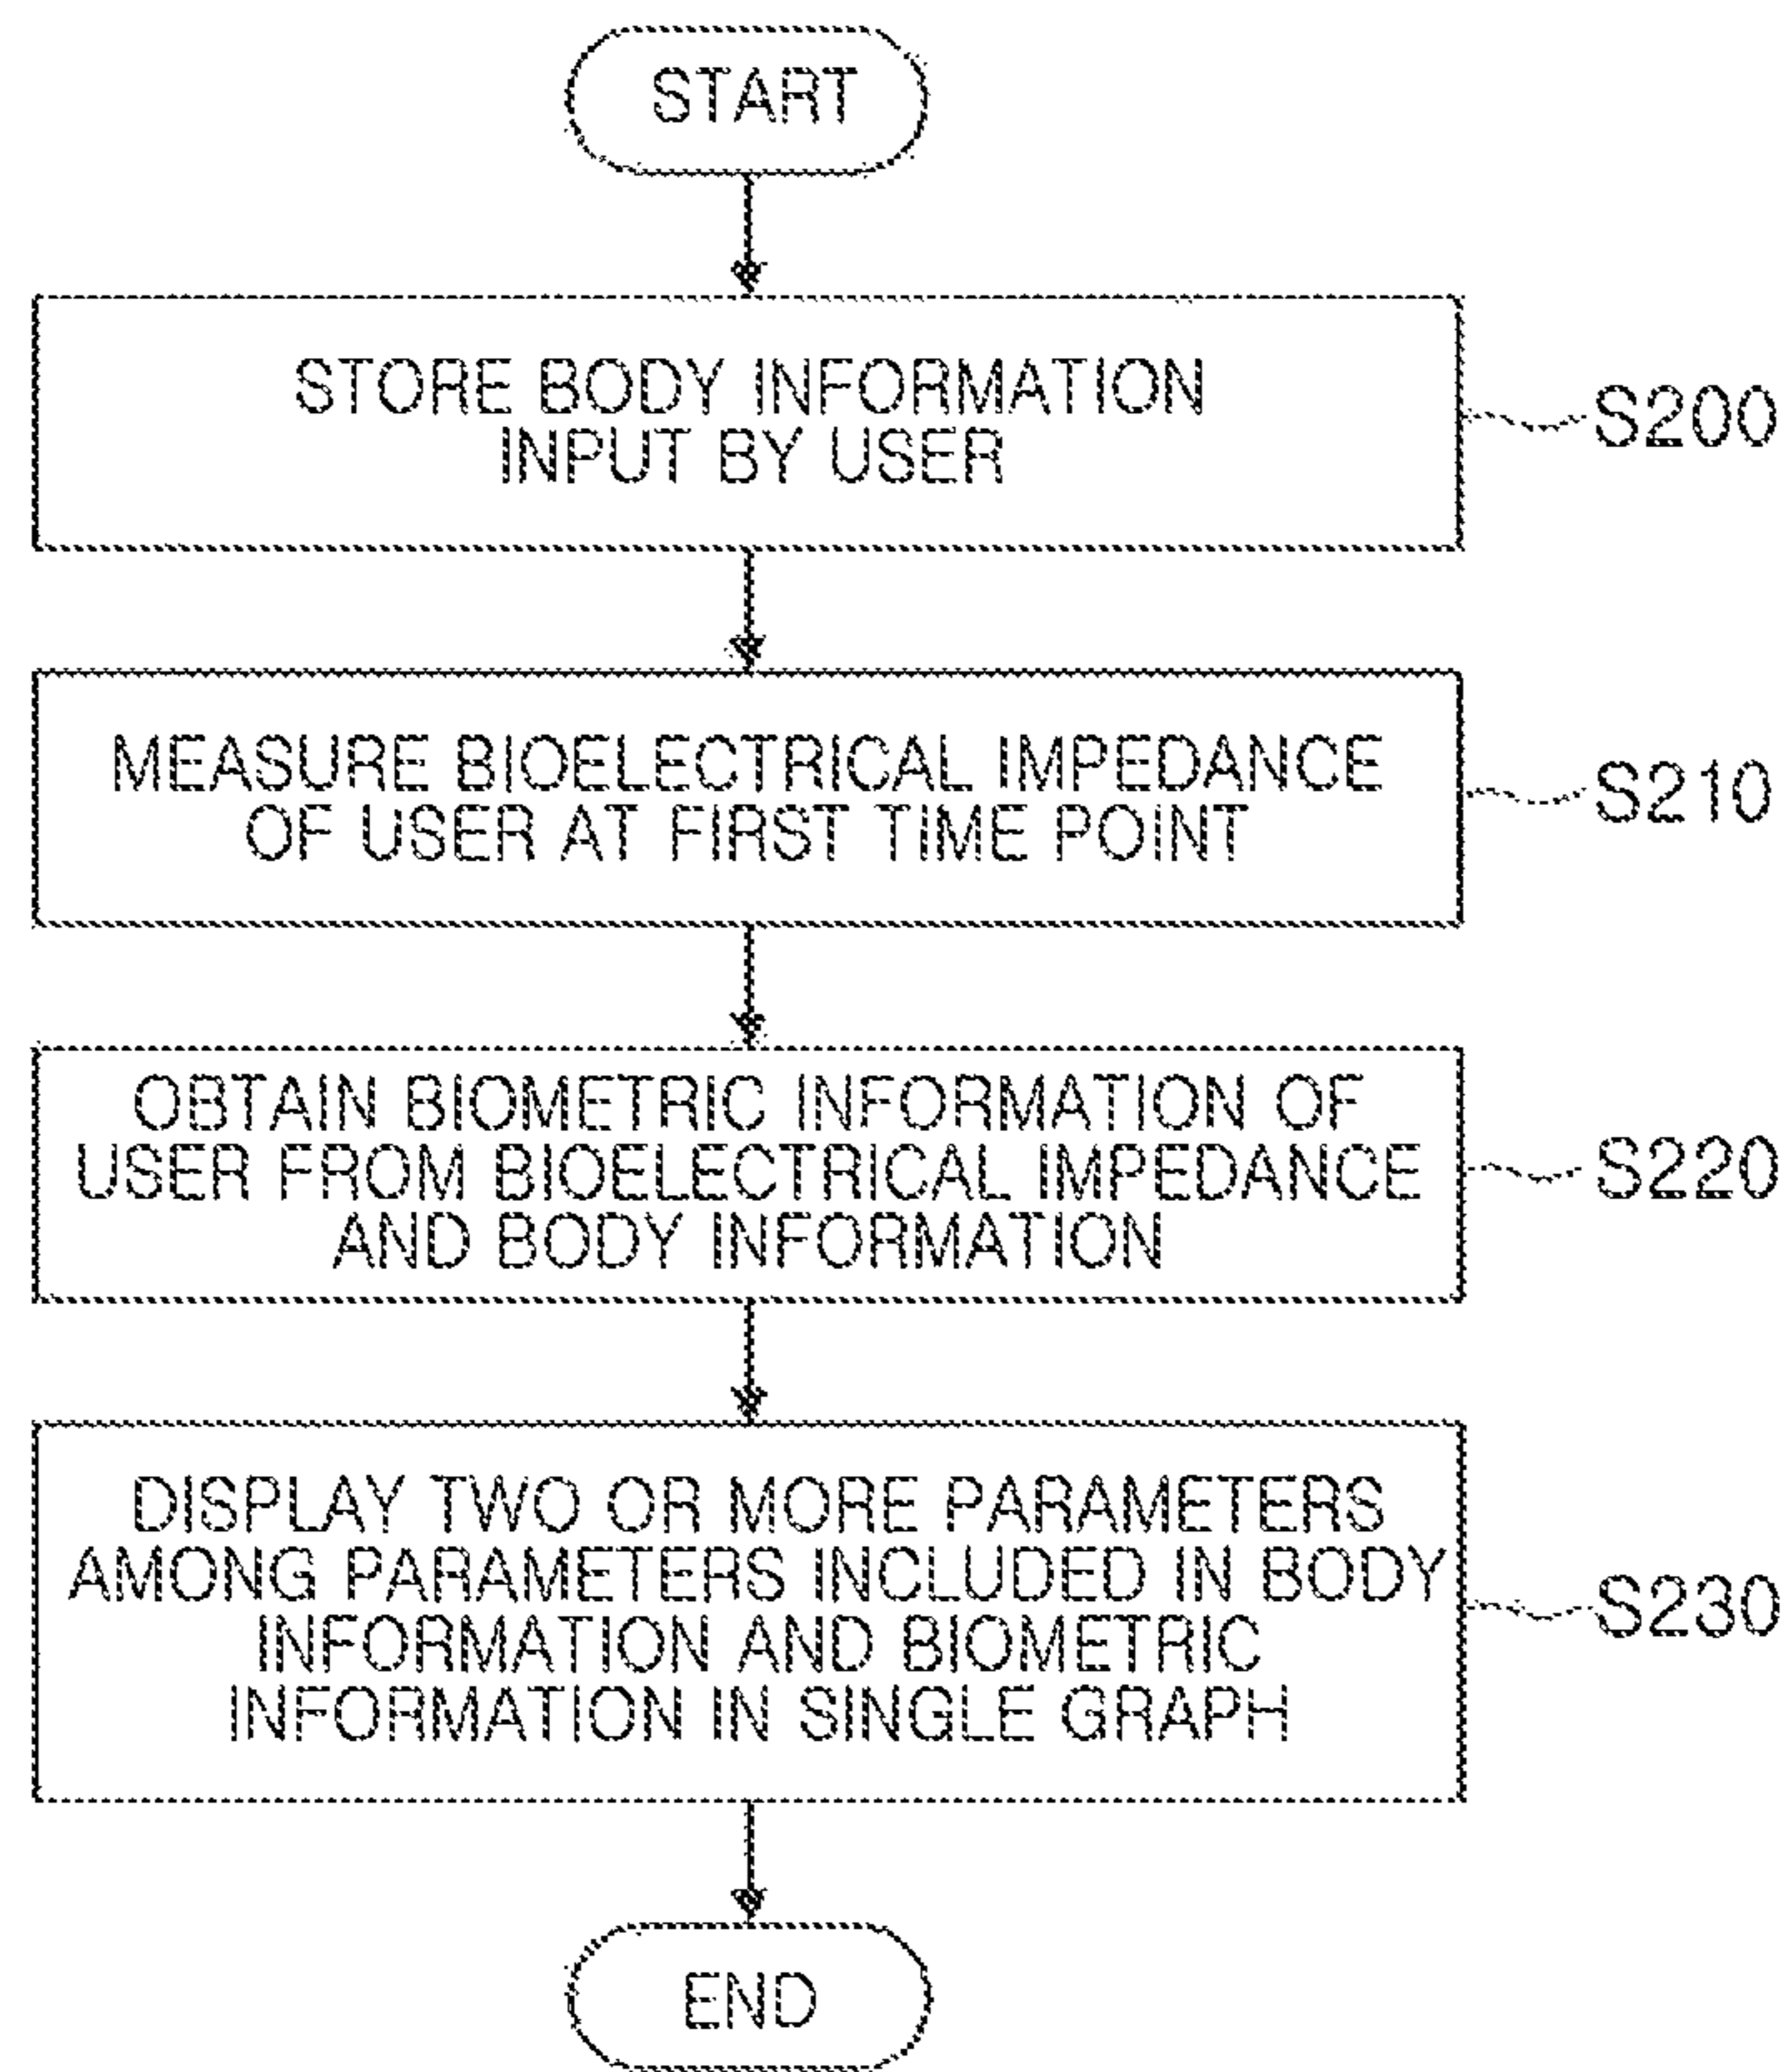 START
STORE BODY INFORMATION
INPUT BY USER
S200
MEASURE BIOELECTRICAL IMPEDANCE
OF USER AT FIRST TIME POINT
S210
OBTAIN BIOMETRIC INFORMATION OF
USER FROM BIOELECTRICAL IMPEDANCE
AND BODY INFORMATION
S220
DISPLAY TWO OR MORE PARAMETERS
AMONG PARAMETERS INCLUDED IN BODY
INFORMATION AND BIOMETRIC
INFORMATION IN SINGLE GRAPH
S230
END